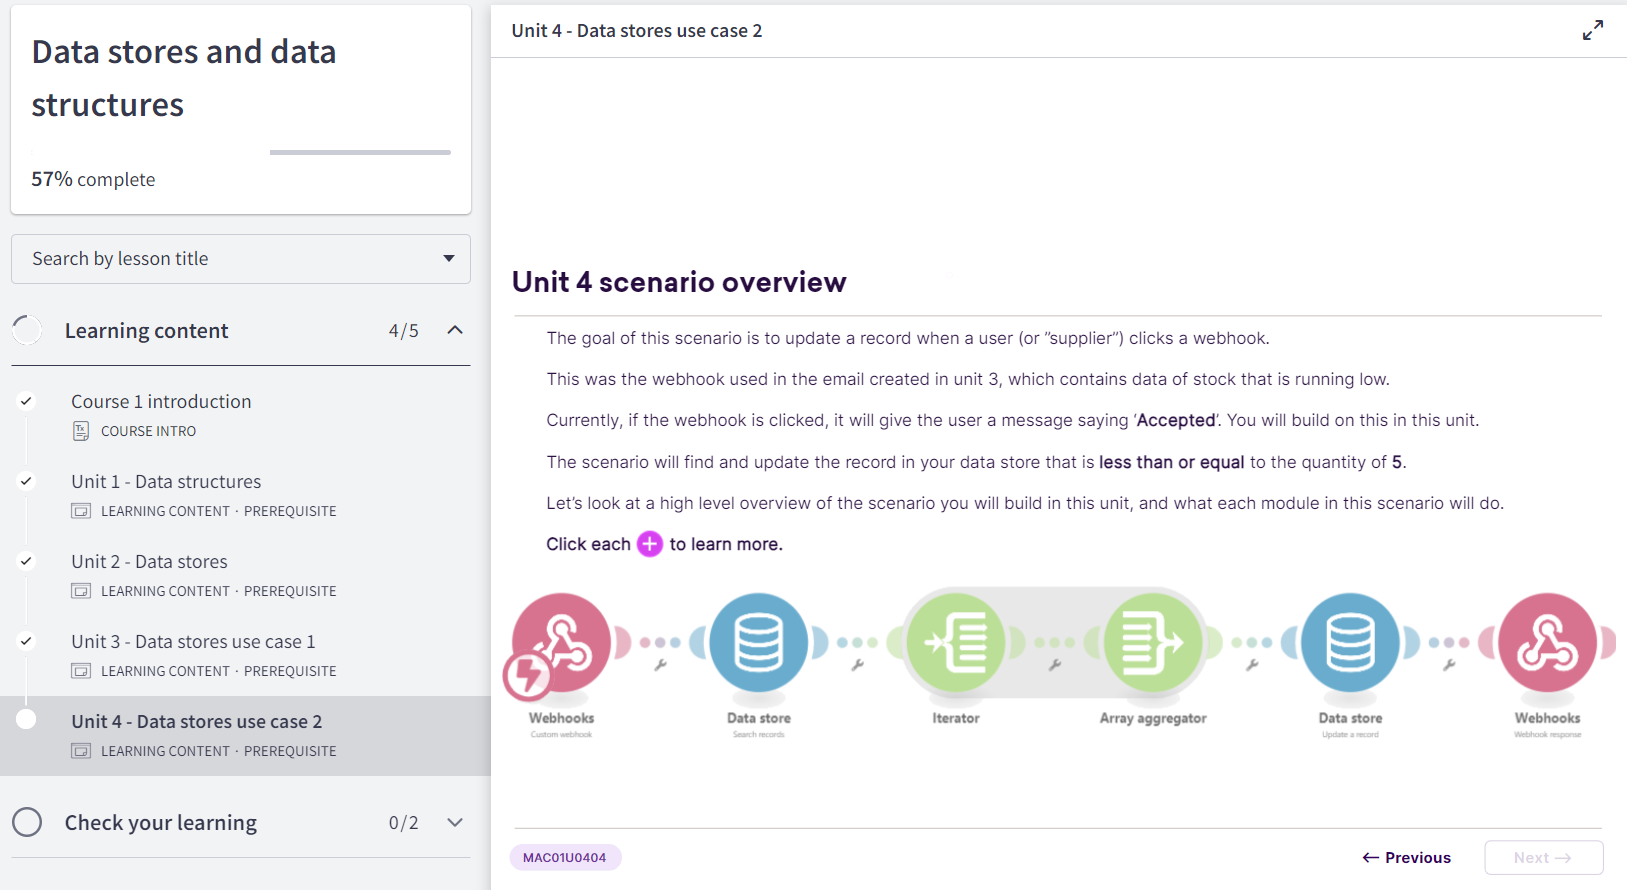 Data stores and data
structures
57% complete
Search by lesson title
Learning content 4/5
Course 1 introduction
COURSE INTRO
Unit 1 - Data structures
LEARNING CONTENT · PREREQUISITE
Unit 2 - Data stores
LEARNING CONTENT · PREREQUISITE
Unit 3 - Data stores use case 1
LEARNING CONTENT · PREREQUISITE
Unit 4 - Data stores use case 2
LEARNING CONTENT · PREREQUISITE
Check your learning 0/2
Unit 4 - Data stores use case 2
Unit 4 scenario overview
The goal of this scenario is to update a record when a user (or ”supplier”) clicks a webhook.
This was the webhook used in the email created in unit 3, which contains data of stock that is running low.
Currently, if the webhook is clicked, it will give the user a message saying ‘Accepted’. You will build on this in this unit.
The scenario will find and update the record in your data store that is less than or equal to the quantity of 5.
Let’s look at a high level overview of the scenario you will build in this unit, and what each module in this scenario will do.
Click each + to learn more.
Webhooks Data store Iterator Array aggregator Data store Webhooks
Custom webhook Search records Update a record Webhook response
MAC01U0404
← Previous Next →